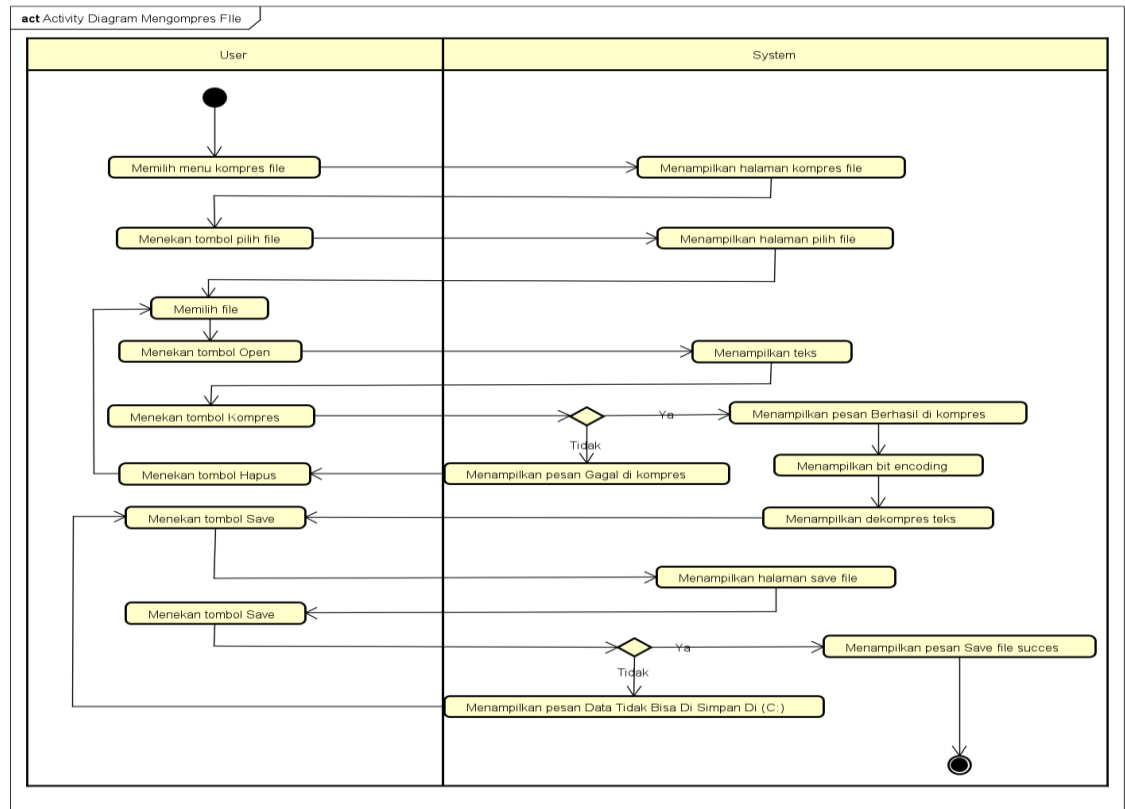 act Activity Diagram Mengompres FIle
User
System
Memilih menu kompres file
Menampilkan halaman kompres file
Menekan tombol pilih file
Menampilkan halaman pilih file
Memilih file
Menekan tombol Open
Menampilkan teks
Menekan tombol Kompres
Ya
Menampilkan pesan Berhasil di kompres
Tidak
Menampilkan bit encoding
Menekan tombol Hapus
Menampilkan pesan Gagal di kompres
Menekan tombol Save
Menampilkan dekompres teks
Menampilkan halaman save file
Menekan tombol Save
Ya
Menampilkan pesan Save file succes
Tidak
Menampilkan pesan Data Tidak Bisa Di Simpan Di (C:)